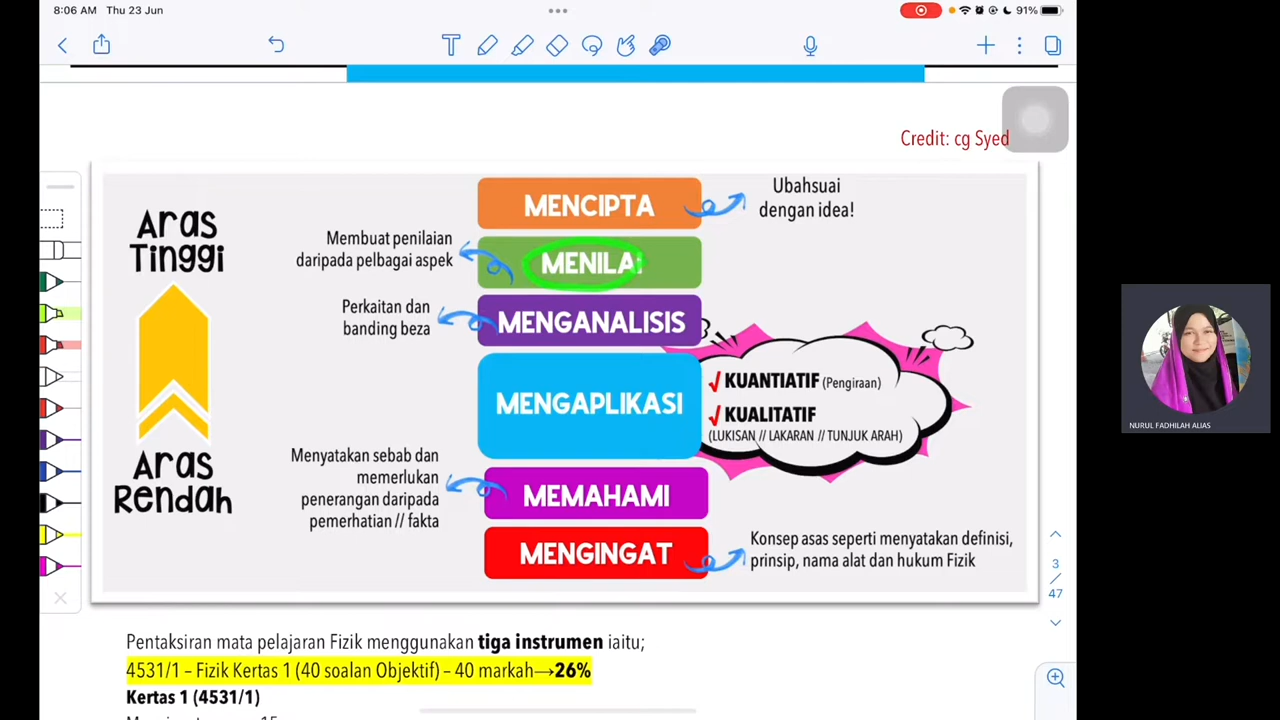 8:06 AM Thu 23 Jun
91%
Credit: cg Syed
Aras
Tinggi
Aras
Rendah
MENCIPTA
Ubahsuai
dengan idea!
Membuat penilaian
daripada pelbagai aspek
MENILAI
Perkaitan dan
banding beza
MENGANALISIS
MENGAPLIKASI
√ KUANTIATIF (Pengiraan)
√ KUALITATIF
(LUKISAN // LAKARAN // TUNJUK ARAH)
Menyatakan sebab dan
memerlukan
penerangan daripada
pemerhatian // fakta
MEMAHAMI
MENGINGAT
Konsep asas seperti menyatakan definisi,
prinsip, nama alat dan hukum Fizik
3
/
47
Pentaksiran mata pelajaran Fizik menggunakan tiga instrumen iaitu;
4531/1 – Fizik Kertas 1 (40 soalan Objektif) – 40 markah→26%
Kertas 1 (4531/1)
NURUL FADHILAH ALIAS